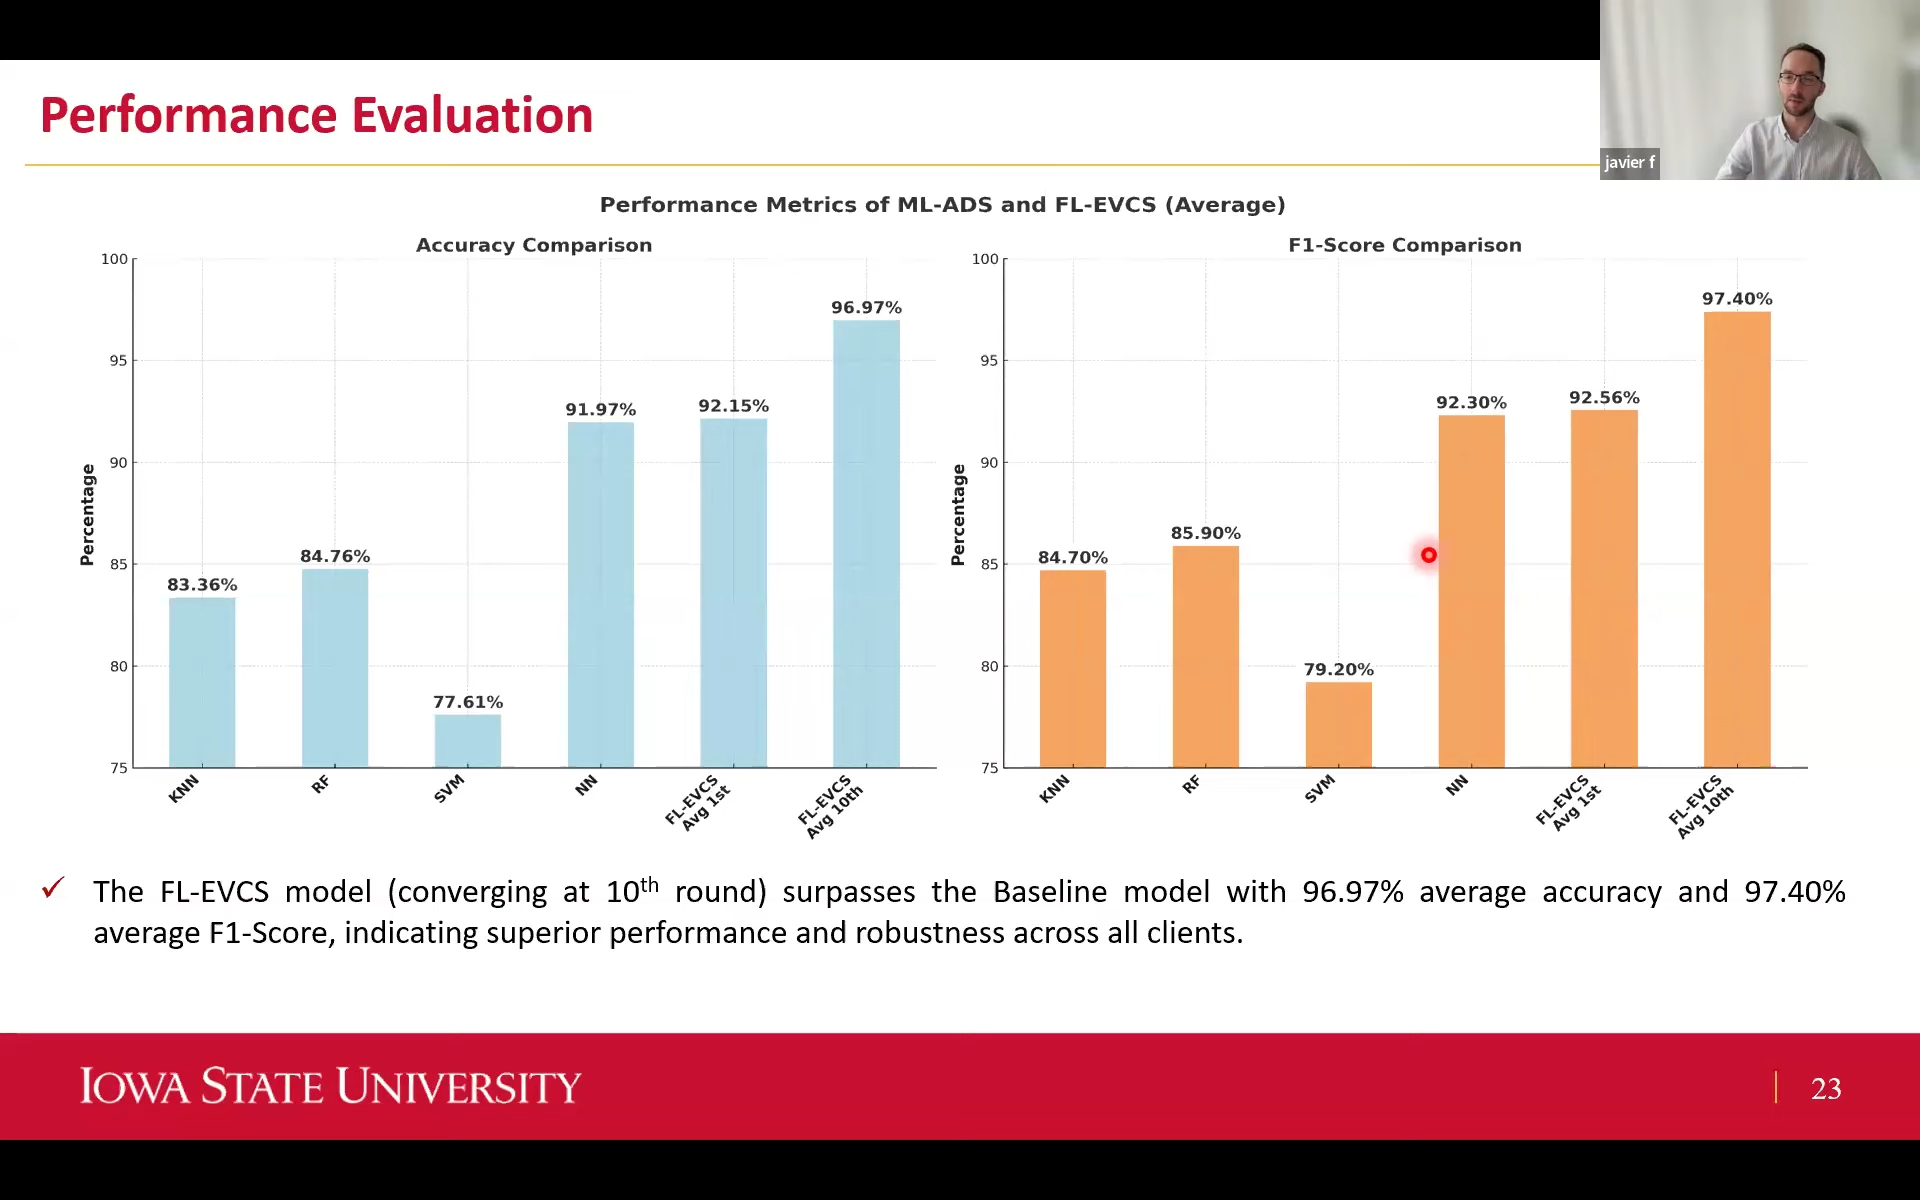 Performance Evaluation
javier f
Performance Metrics of ML-ADS and FL-EVCS (Average)
Accuracy Comparison
Percentage
100
95
90
85
80
75
83.36%
84.76%
77.61%
91.97%
92.15%
96.97%
KNN
RF
SVM
NN
FL-EVCS
Avg 1st
FL-EVCS
Avg 10th
F1-Score Comparison
Percentage
100
95
90
85
80
75
84.70%
85.90%
79.20%
92.30%
92.56%
97.40%
KNN
RF
SVM
NN
FL-EVCS
Avg 1st
FL-EVCS
Avg 10th
✓ The FL-EVCS model (converging at 10th round) surpasses the Baseline model with 96.97% average accuracy and 97.40%
average F1-Score, indicating superior performance and robustness across all clients.
IOWA STATE UNIVERSITY
23